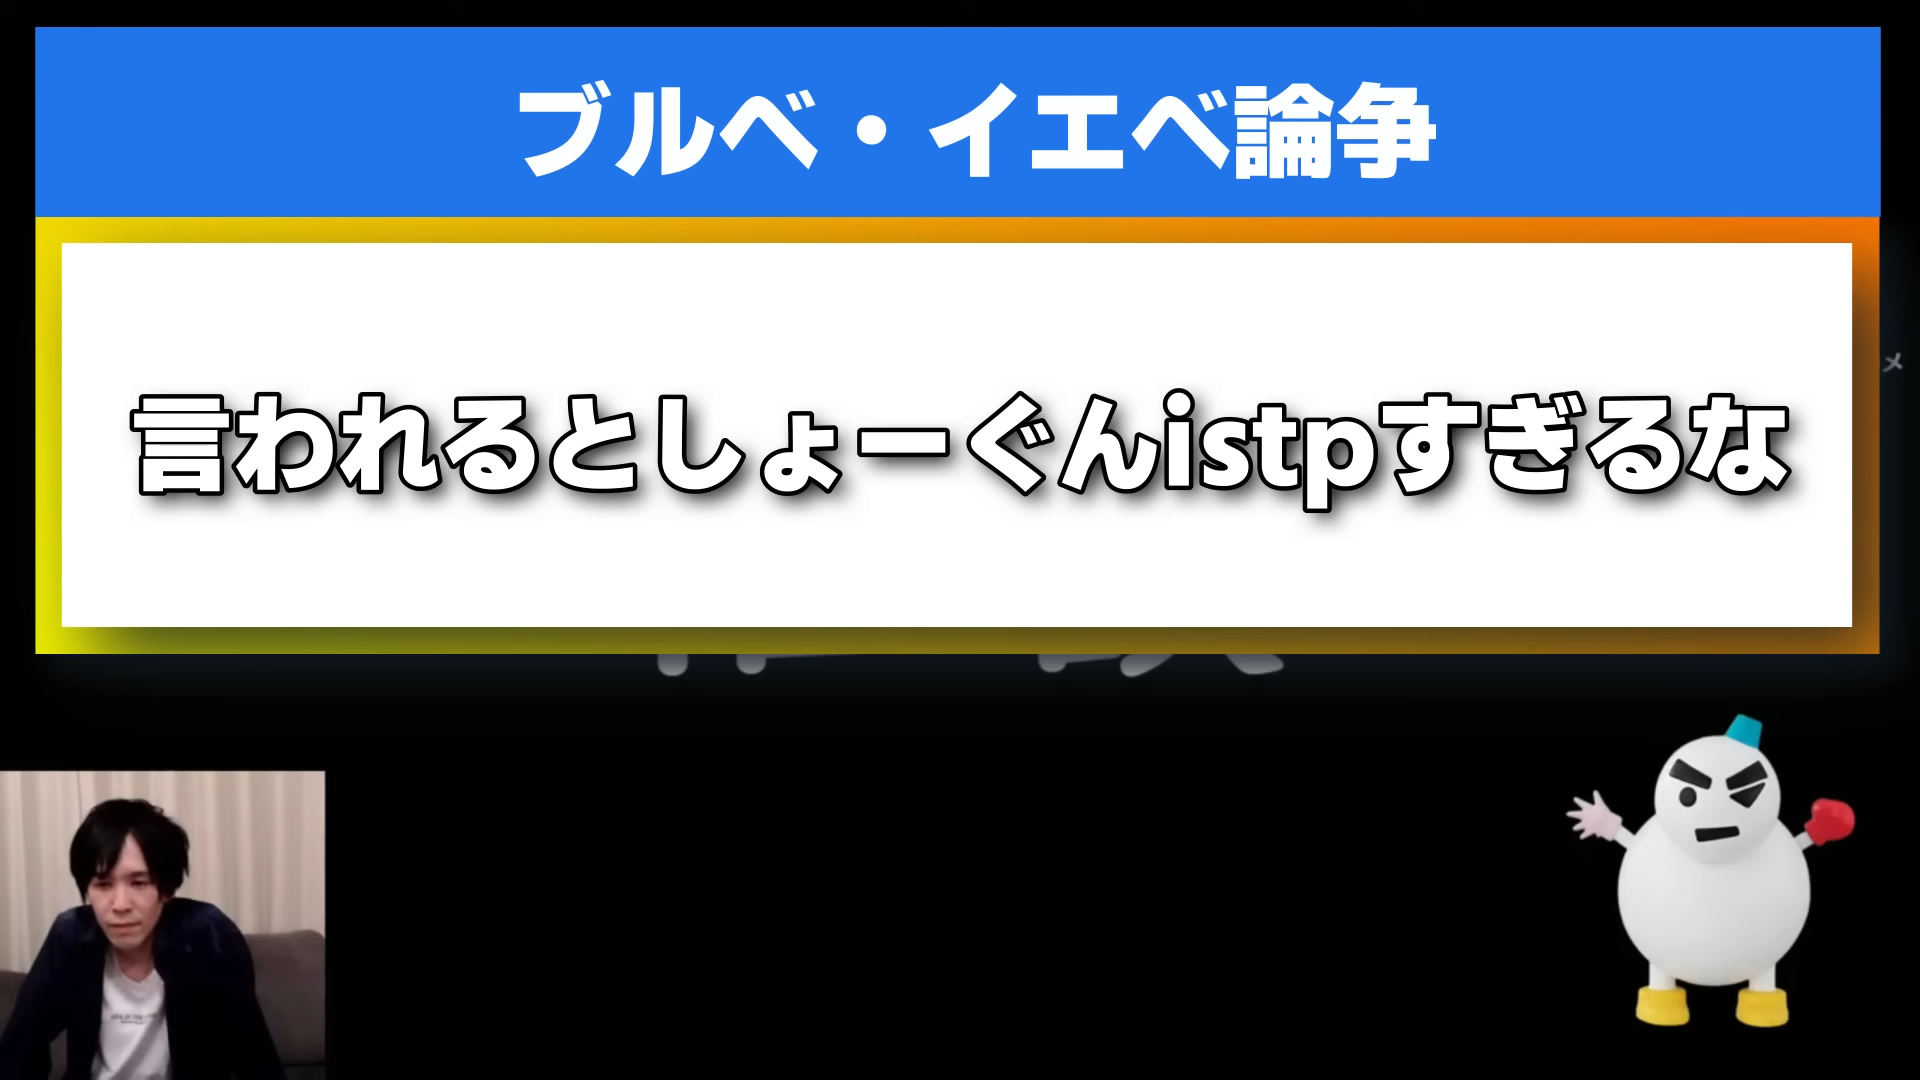 ブルベ・イエベ論争
言われるとしょーぐんistpすぎるな
メ